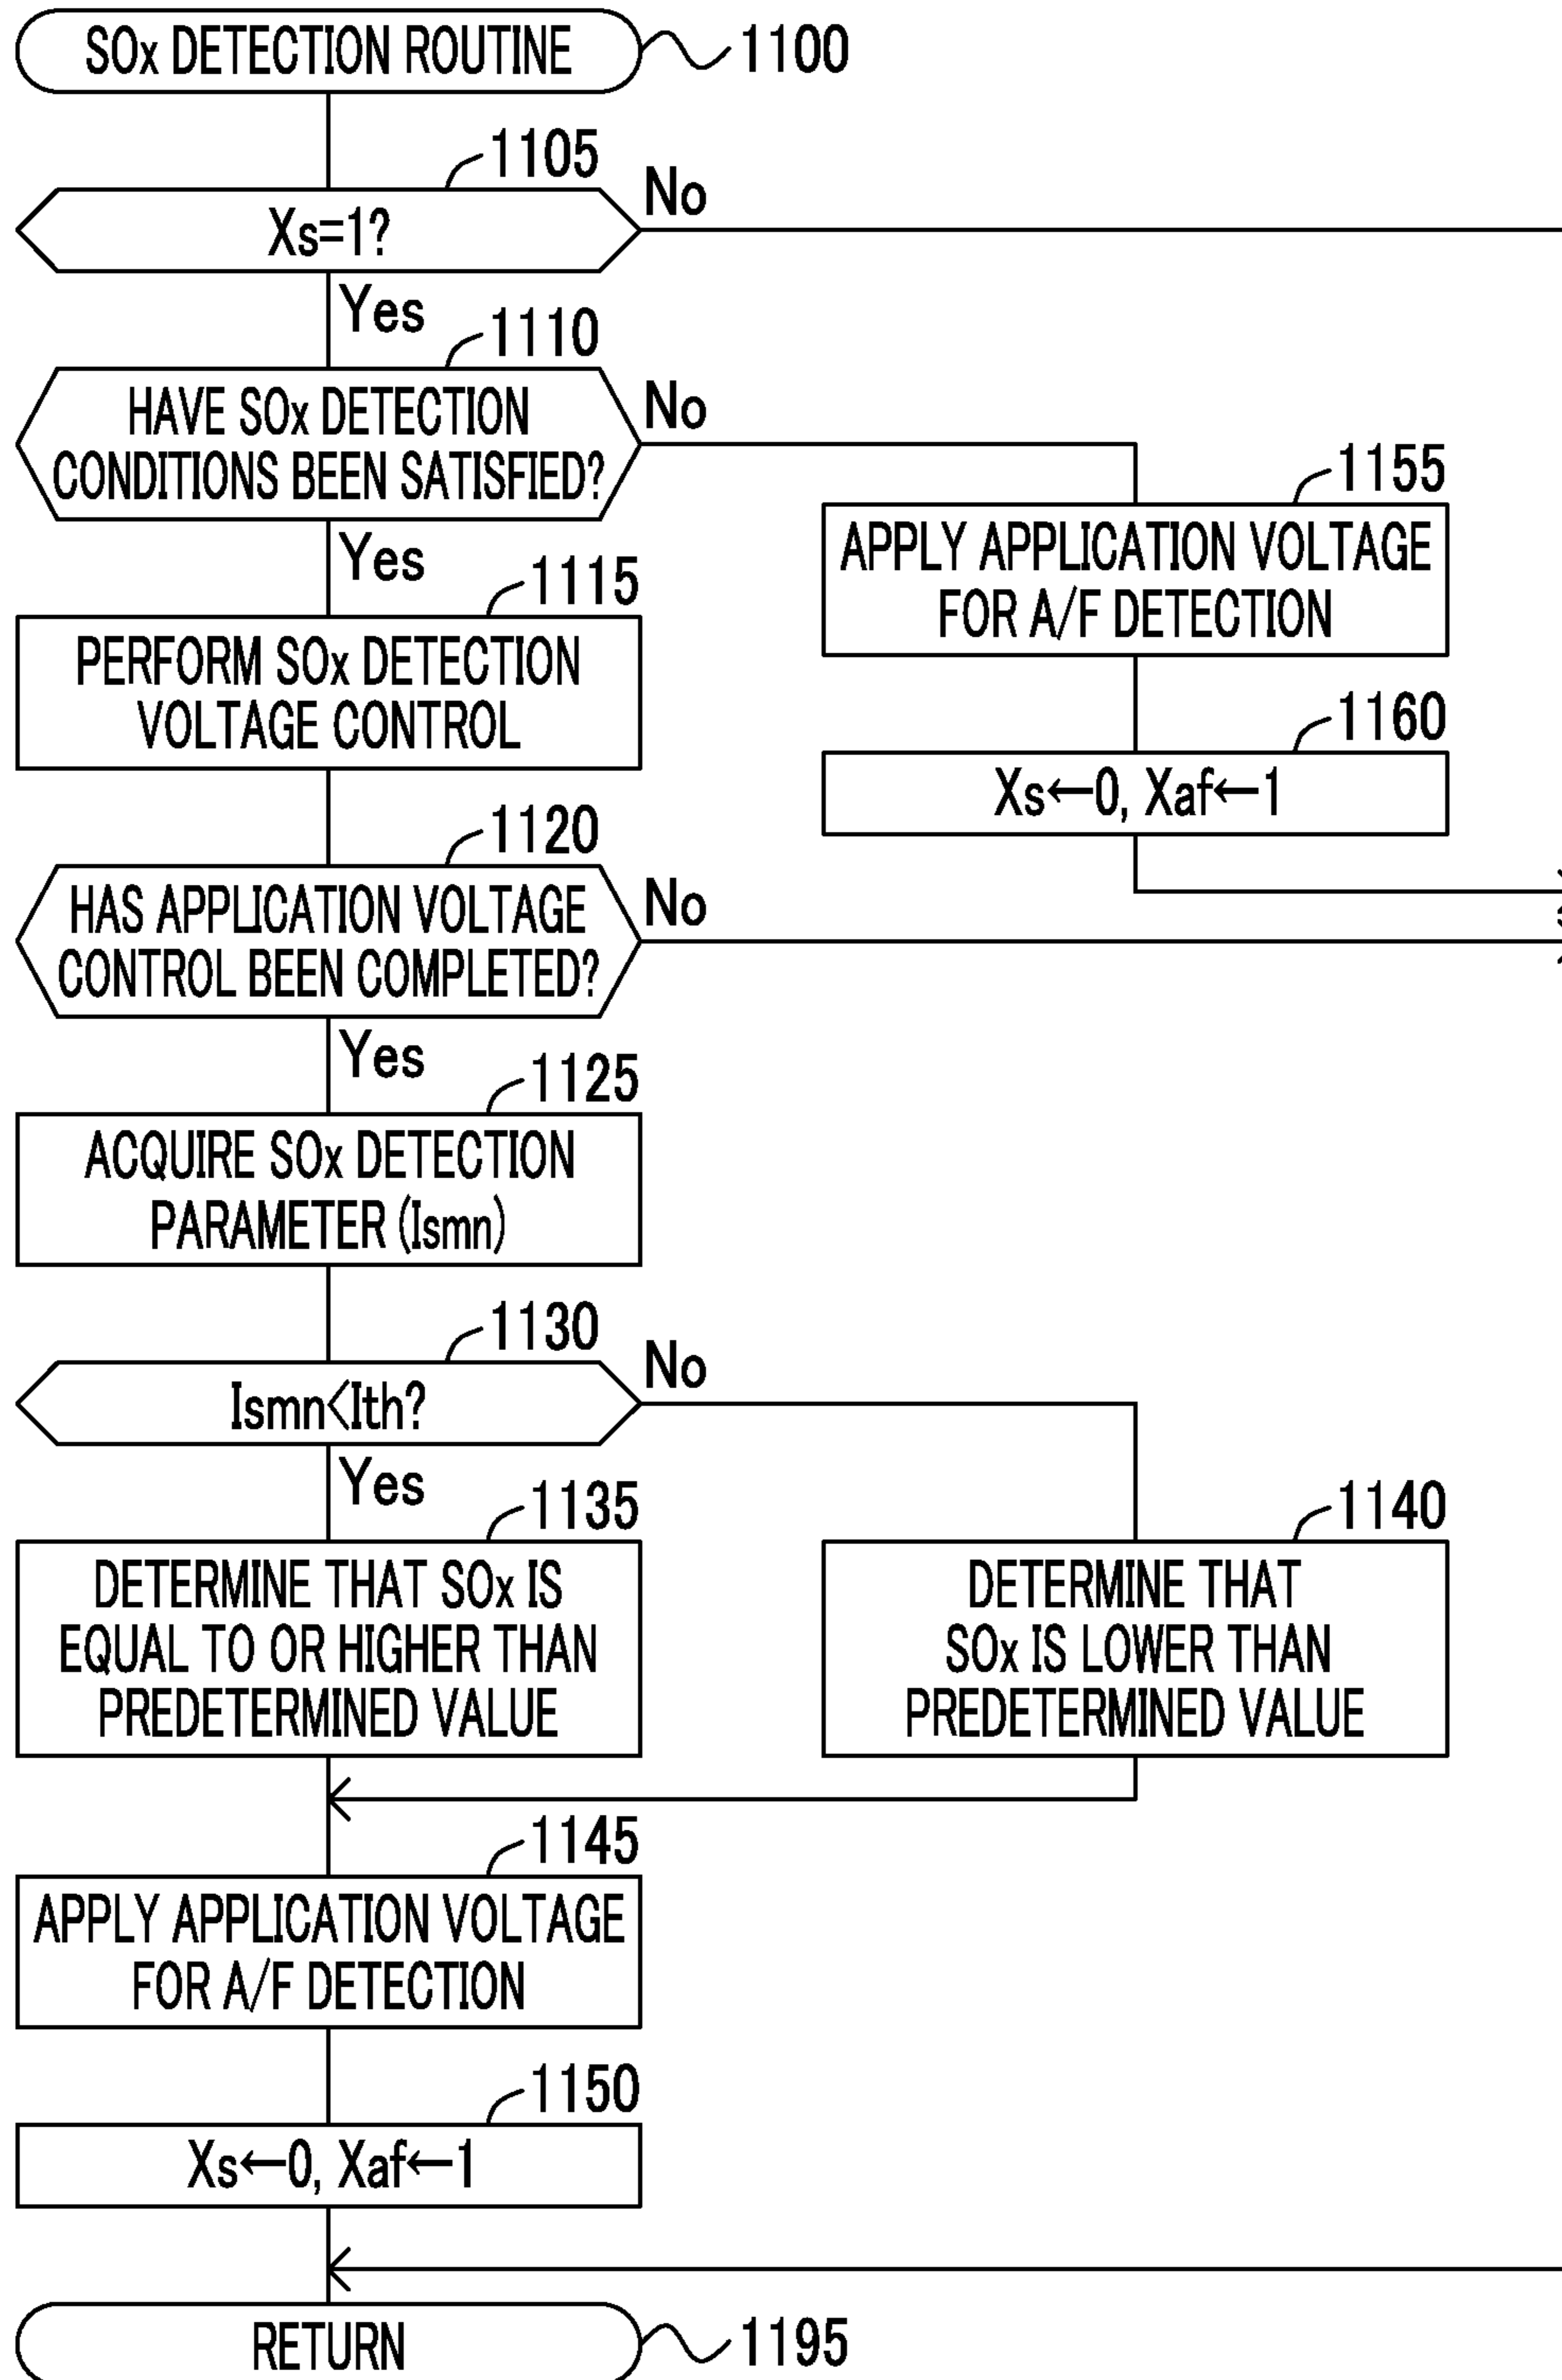 SOx DETECTION ROUTINE
1100
1105
Xs=1?
No
Yes
1110
HAVE SOx DETECTION
CONDITIONS BEEN SATISFIED?
No
Yes
1155
APPLY APPLICATION VOLTAGE
FOR A/F DETECTION
1115
PERFORM SOx DETECTION
VOLTAGE CONTROL
1160
Xs←0, Xaf←1
1120
HAS APPLICATION VOLTAGE
CONTROL BEEN COMPLETED?
No
Yes
1125
ACQUIRE SOx DETECTION
PARAMETER (Ismn)
1130
Ismn<Ith?
No
Yes
1135
DETERMINE THAT SOx IS
EQUAL TO OR HIGHER THAN
PREDETERMINED VALUE
1140
DETERMINE THAT
SOx IS LOWER THAN
PREDETERMINED VALUE
1145
APPLY APPLICATION VOLTAGE
FOR A/F DETECTION
1150
Xs←0, Xaf←1
RETURN
1195